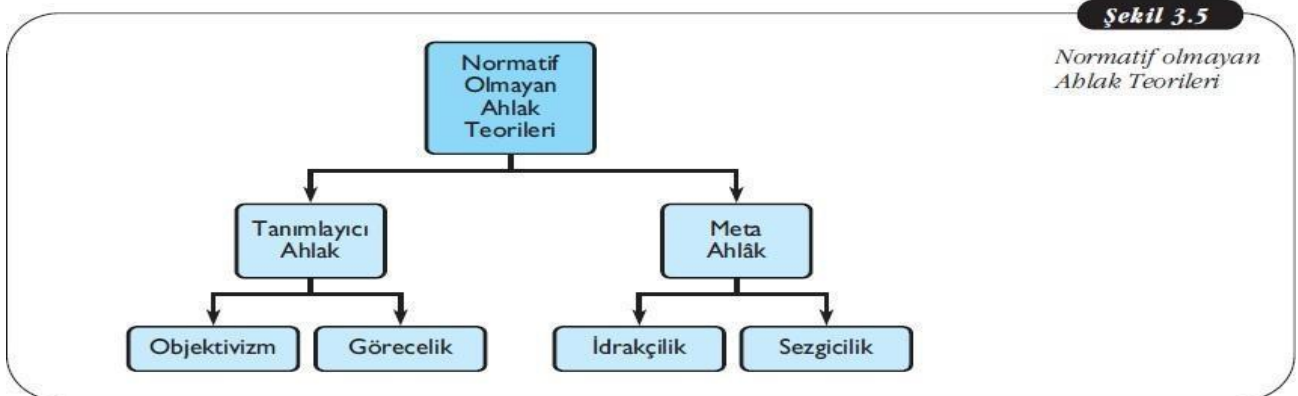 Şekil 3.5
Normatif olmayan
Ahlak Teorileri
Normatif
Olmayan
Ahlak
Teorileri
Tanımlayıcı
Ahlak
Meta
Ahlâk
Objektivizm
Görecelik
İdrakçilik
Sezgicilik